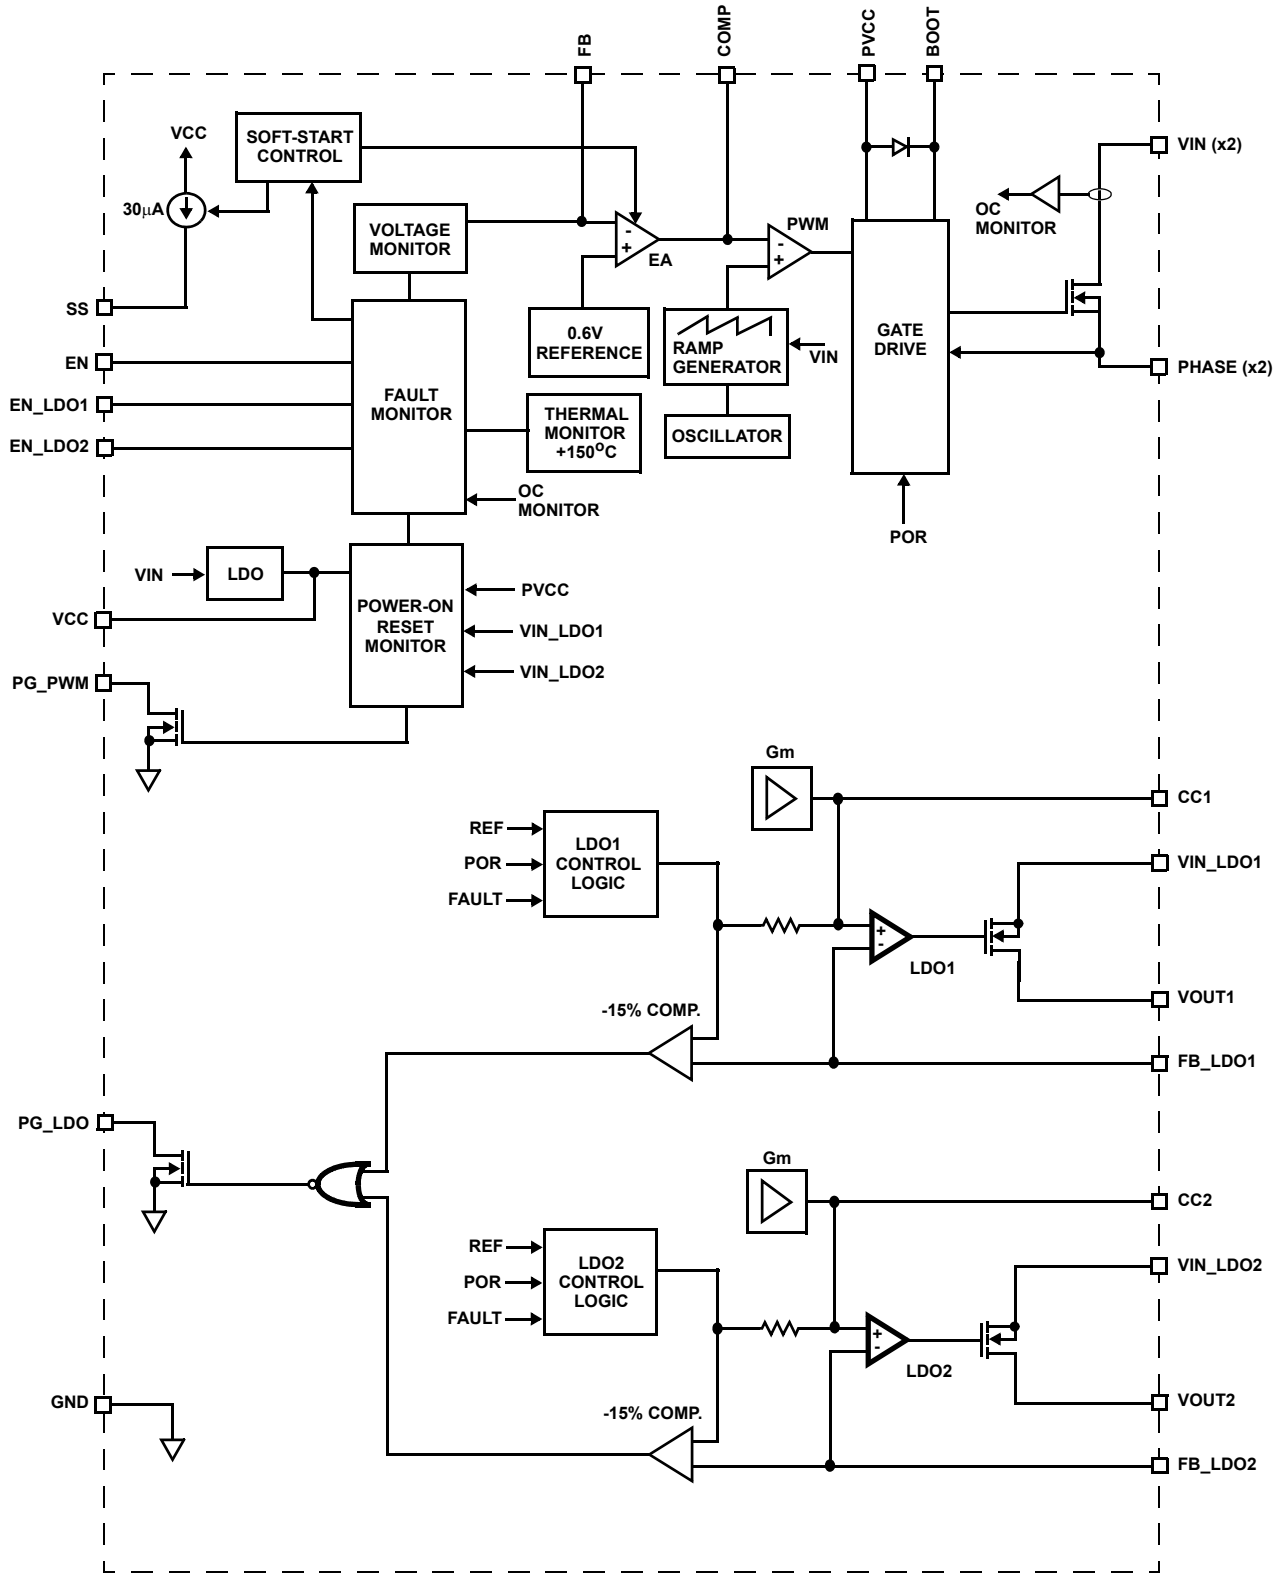 FB
COMP
PVCC
BOOT
VCC
SOFT-START
CONTROL
VIN (x2)
30µA
VOLTAGE
MONITOR
-
+
EA
PWM
-
+
OC
MONITOR
SS
0.6V
REFERENCE
RAMP
GENERATOR
VIN
GATE
DRIVE
EN
PHASE (x2)
EN_LDO1
FAULT
MONITOR
THERMAL
MONITOR
+150°C
OSCILLATOR
EN_LDO2
OC
MONITOR
POR
VIN
LDO
PVCC
POWER-ON
RESET
MONITOR
VCC
VIN_LDO1
VIN_LDO2
PG_PWM
Gm
CC1
REF
POR
FAULT
LDO1
CONTROL
LOGIC
VIN_LDO1
+
-
LDO1
VOUT1
-15% COMP.
FB_LDO1
PG_LDO
Gm
CC2
REF
POR
FAULT
LDO2
CONTROL
LOGIC
VIN_LDO2
+
-
LDO2
VOUT2
GND
-15% COMP.
FB_LDO2